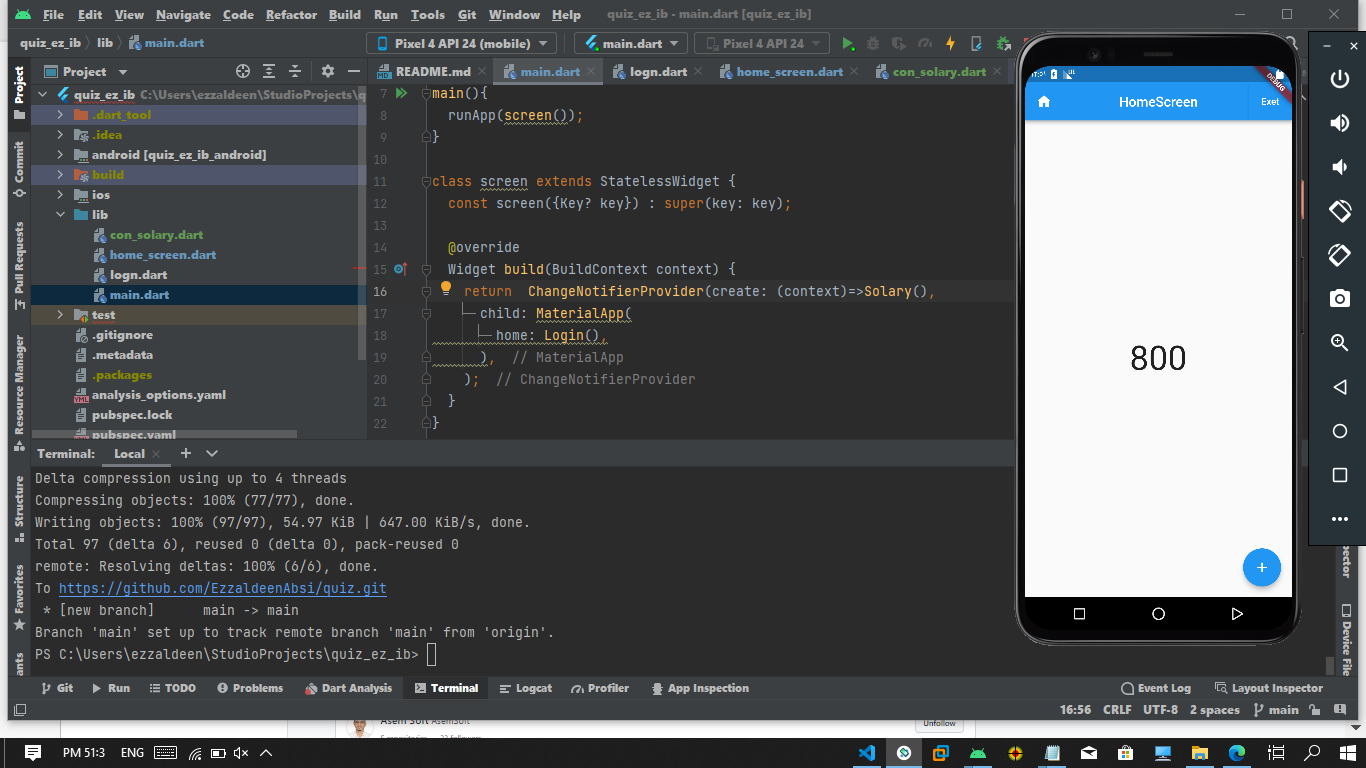 File Edit View Navigate Code Refactor Build Run Tools Git Window Help quiz_ez_ib - main.dart [quiz_ez_ib]
quiz_ez_ib lib main.dart Pixel 4 API 24 (mobile) main.dart Pixel 4 API 24
Project
README.md main.dart logn.dart home_screen.dart con_solary.dart
quiz_ez_ib C:\Users\ezzaldeen\StudioProjects\q
.dart_tool
.idea
android [quiz_ez_ib_android]
build
ios
lib
con_solary.dart
home_screen.dart
logn.dart
main.dart
test
.gitignore
.metadata
.packages
analysis_options.yaml
pubspec.lock
pubspec.yaml
Project
Commit
Pull Requests
Resource Manager
Structure
Favorites
7 main(){
8 runApp(screen());
9 }
10
11 class screen extends StatelessWidget {
12 const screen({Key? key}) : super(key: key);
13
14 @override
15 Widget build(BuildContext context) {
16 return ChangeNotifierProvider(create: (context)=>Solary(),
17 child: MaterialApp(
18 home: Login(),
19 ), // MaterialApp
20 ); // ChangeNotifierProvider
21 }
22 }
DEBUG
HomeScreen Exet
800
+
Terminal: Local
Delta compression using up to 4 threads
Compressing objects: 100% (77/77), done.
Writing objects: 100% (97/97), 54.97 KiB | 647.00 KiB/s, done.
Total 97 (delta 6), reused 0 (delta 0), pack-reused 0
remote: Resolving deltas: 100% (6/6), done.
To https://github.com/EzzaldeenAbsi/quiz.git
* [new branch] main -> main
Branch 'main' set up to track remote branch 'main' from 'origin'.
PS C:\Users\ezzaldeen\StudioProjects\quiz_ez_ib>
Device File
Git Run TODO Problems Dart Analysis Terminal Logcat Profiler App Inspection Event Log Layout Inspector
16:56 CRLF UTF-8 2 spaces main
Asem Soft AsemSoft
Unfollow
PM 51:3 ENG